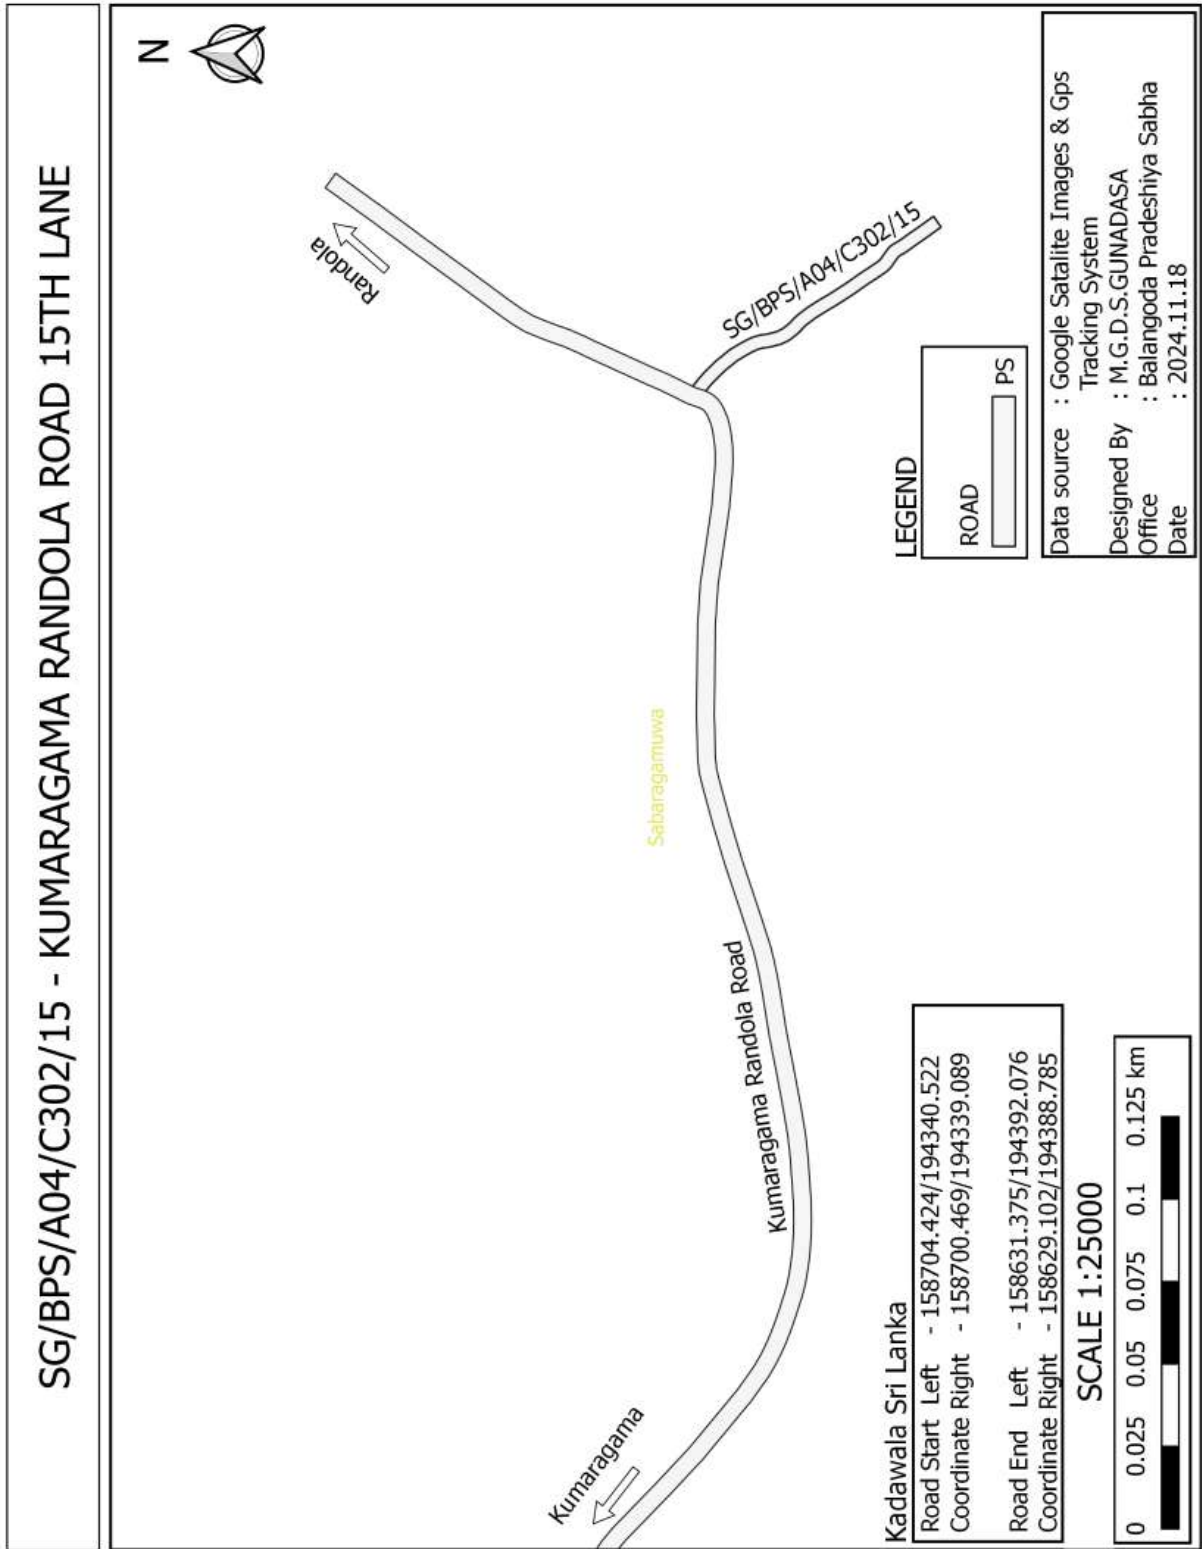 SG/BPS/A04/C302/15 - KUMARAGAMA RANDOLA ROAD 15TH LANE
N
Randola
SG/BPS/A04/C302/15
Sabaragamuwa
Kumaragama Randola Road
Kumaragama
Kadawala Sri Lanka
Road Start Left - 158704.424/194340.522
Coordinate Right - 158700.469/194339.089
Road End Left - 158631.375/194392.076
Coordinate Right - 158629.102/194388.785
SCALE 1:25000
0 0.025 0.05 0.075 0.1 0.125 km
LEGEND
ROAD
PS
Data source : Google Satalite Images & Gps
Tracking System
Designed By : M.G.D.S.GUNADASA
Office : Balangoda Pradeshiya Sabha
Date : 2024.11.18